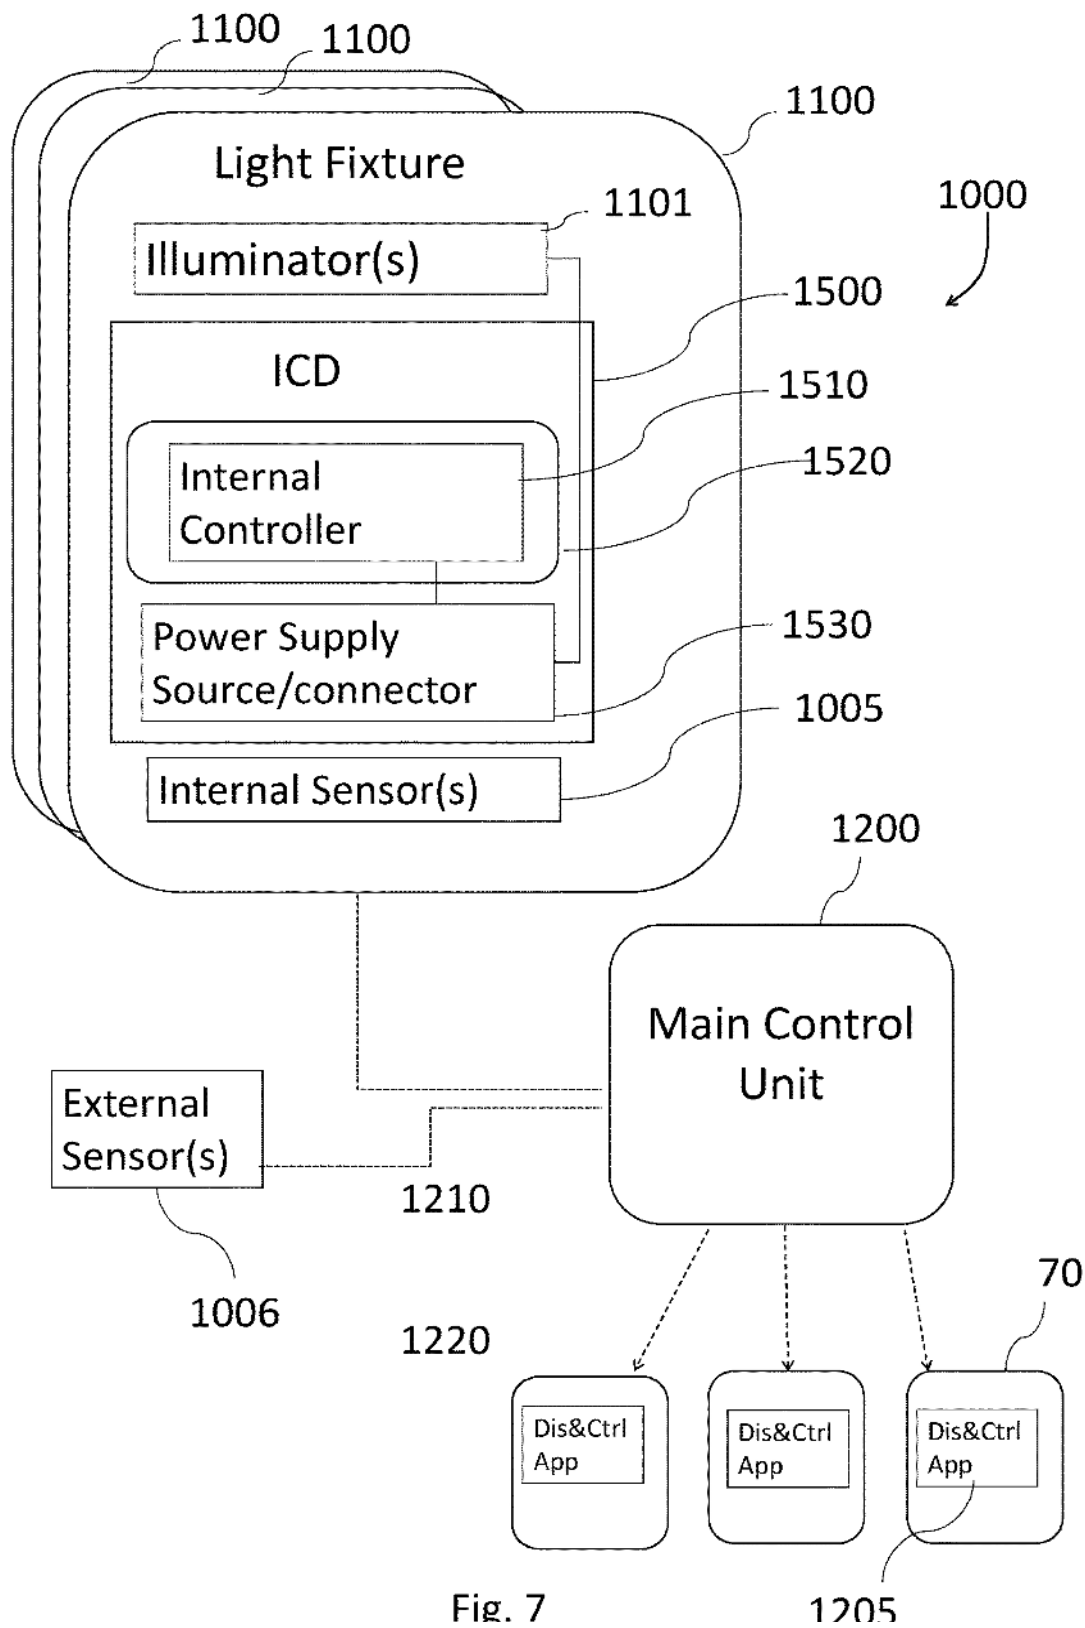 1100
1100
1100
Light Fixture
1000
1101
Illuminator(s)
1500
ICD
1510
1520
Internal
Controller
1530
Power Supply
Source/connector
1005
Internal Sensor(s)
1200
Main Control
Unit
External
Sensor(s)
1210
70
1006
1220
Dis&Ctrl
App
Dis&Ctrl
App
Dis&Ctrl
App
Fig. 7
1205